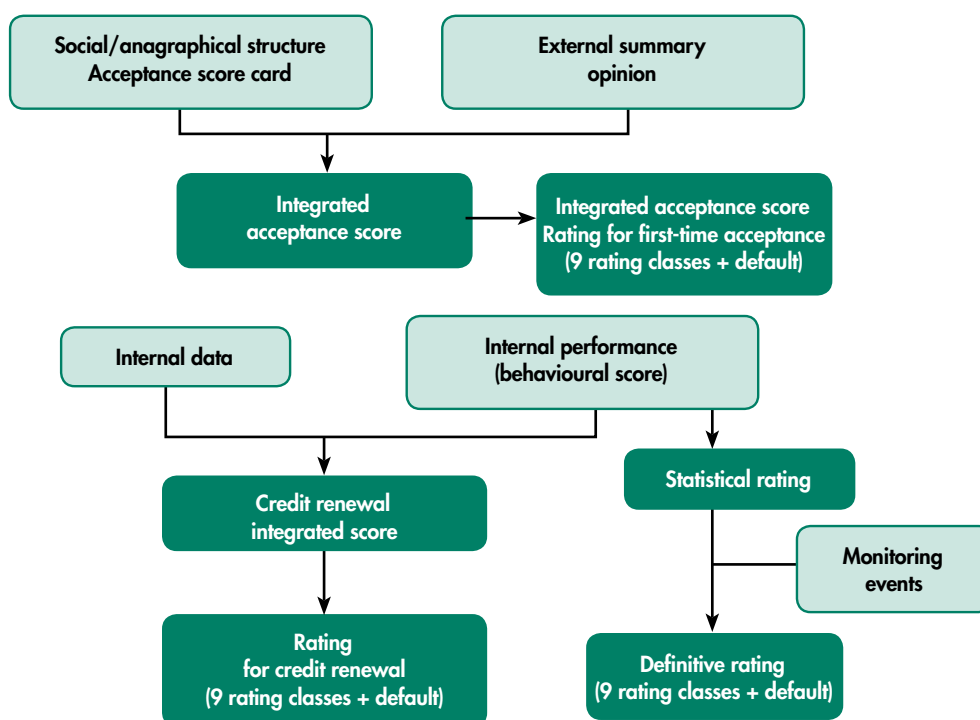 Social/anagraphical structure
Acceptance score card
External summary
opinion
Integrated
acceptance score
Integrated acceptance score
Rating for first-time acceptance
(9 rating classes + default)
Internal data
Internal performance
(behavioural score)
Credit renewal
integrated score
Statistical rating
Monitoring
events
Rating
for credit renewal
(9 rating classes + default)
Definitive rating
(9 rating classes + default)